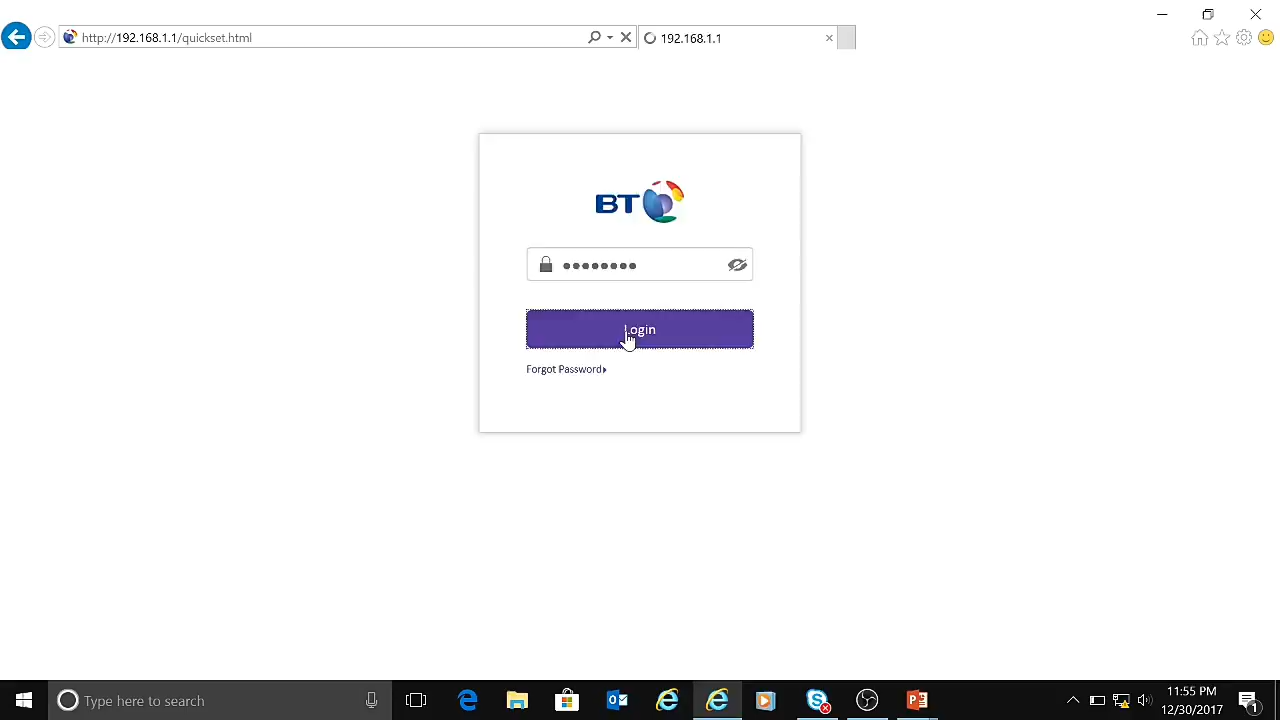 http://192.168.1.1/quickset.html
192.168.1.1
BT
Login
Forgot Password
Type here to search
11:55 PM
12/30/2017
1